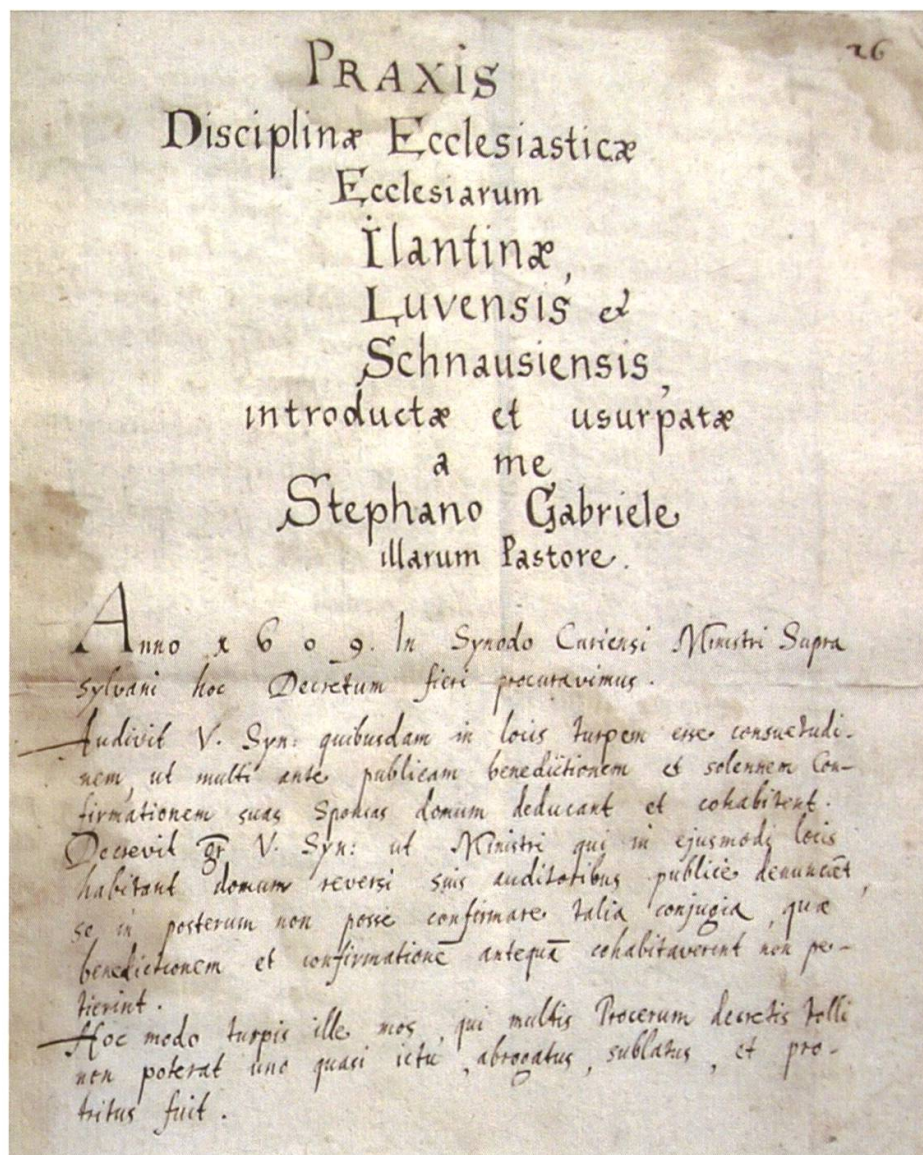 26
PRAXIS
Disciplinæ Ecclesiasticæ
Ecclesiarum
Ilantinæ,
Luvensis et
Schnausiensis,
introductæ et usurpatæ
a me
Stephano Gabriele
illarum Pastore.
Anno 1609. In Synodo Curiensi Ministri Supra
sylvani hoc Decretum fieri procuravimus.
Audivit V. Syn: quibusdam in locis turpem esse consuetudi-
nem, ut multi ante publicam benedictionem et solennem Con-
firmationem suas Sponsas domum deducant et cohabitent.
Decrevit V. Syn: ut Ministri qui in ejusmodi locis
habitant domum reversi suis auditoribus publice denunciēt,
se in posterum non posse confirmare talia conjugia, quæ
benedictionem et confirmationē antequā cohabitaverint non pe-
tierint.
Hoc modo turpis ille mos, qui multis Procerum decretis tolli
non poterat uno quasi ictu, abrogatus, sublatus, et pro-
tritus fuit.